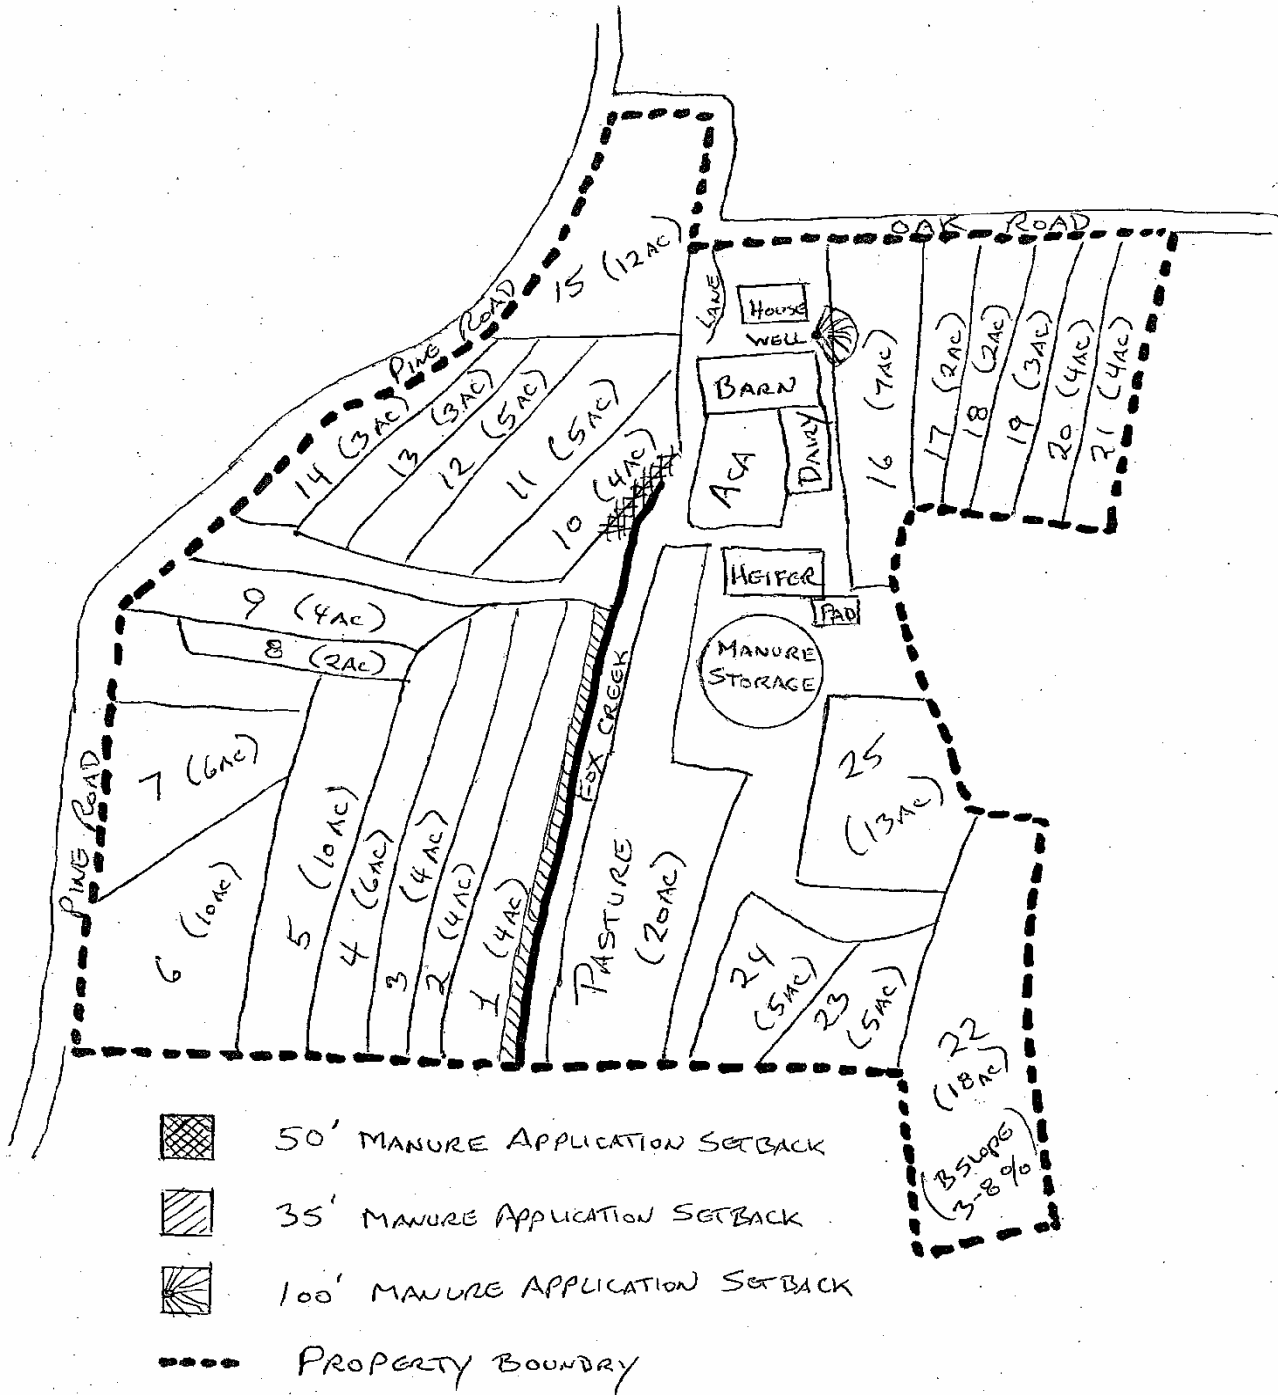 OAK ROAD
15 (12AC)
LANE
HOUSE
WELL
PINE ROAD
BARN
DAIRY
ACA
14 (3AC)
13 (3AC)
12 (5AC)
11 (5AC)
10 (4AC)
16 (7AC)
17 (2AC)
18 (2AC)
19 (3AC)
20 (4AC)
21 (4AC)
HEIFER
PAD
MANURE
STORAGE
9 (4AC)
8 (2AC)
7 (6AC)
PINE ROAD
6 (10AC)
5 (10AC)
4 (6AC)
3 (4AC)
2 (4AC)
1 (4AC)
FOX CREEK
PASTURE
(20AC)
25
(13AC)
24
(5AC)
23
(5AC)
22
(18AC)
(B SLOPE
3-8%)
50' MANURE APPLICATION SETBACK
35' MANURE APPLICATION SETBACK
100' MANURE APPLICATION SETBACK
PROPERTY BOUNDRY